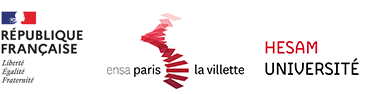 RÉPUBLIQUE
FRANÇAISE
Liberté
Égalité
Fraternité
ensa paris la villette
HESAM
UNIVERSITÉ